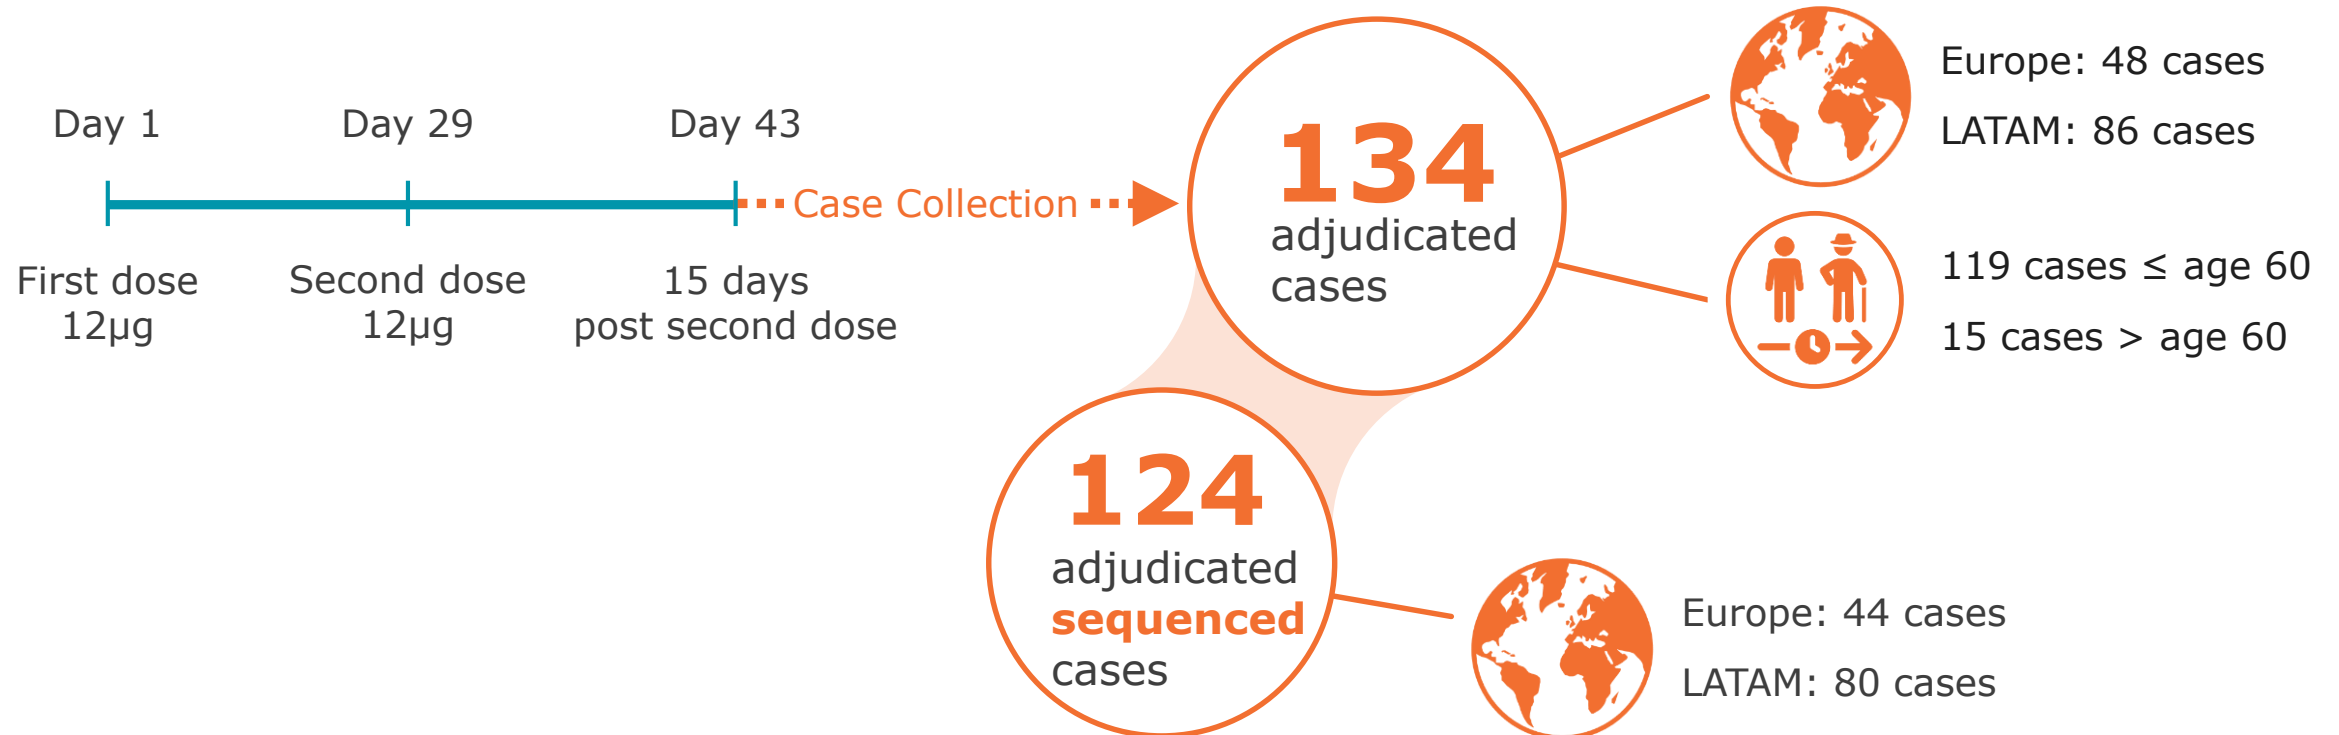 Day 1
Day 29
Day 43
Case Collection
First dose
12µg
Second dose
12µg
15 days
post second dose
134
adjudicated
cases
Europe: 48 cases
LATAM: 86 cases
119 cases ≤ age 60
15 cases > age 60
124
adjudicated
sequenced
cases
Europe: 44 cases
LATAM: 80 cases